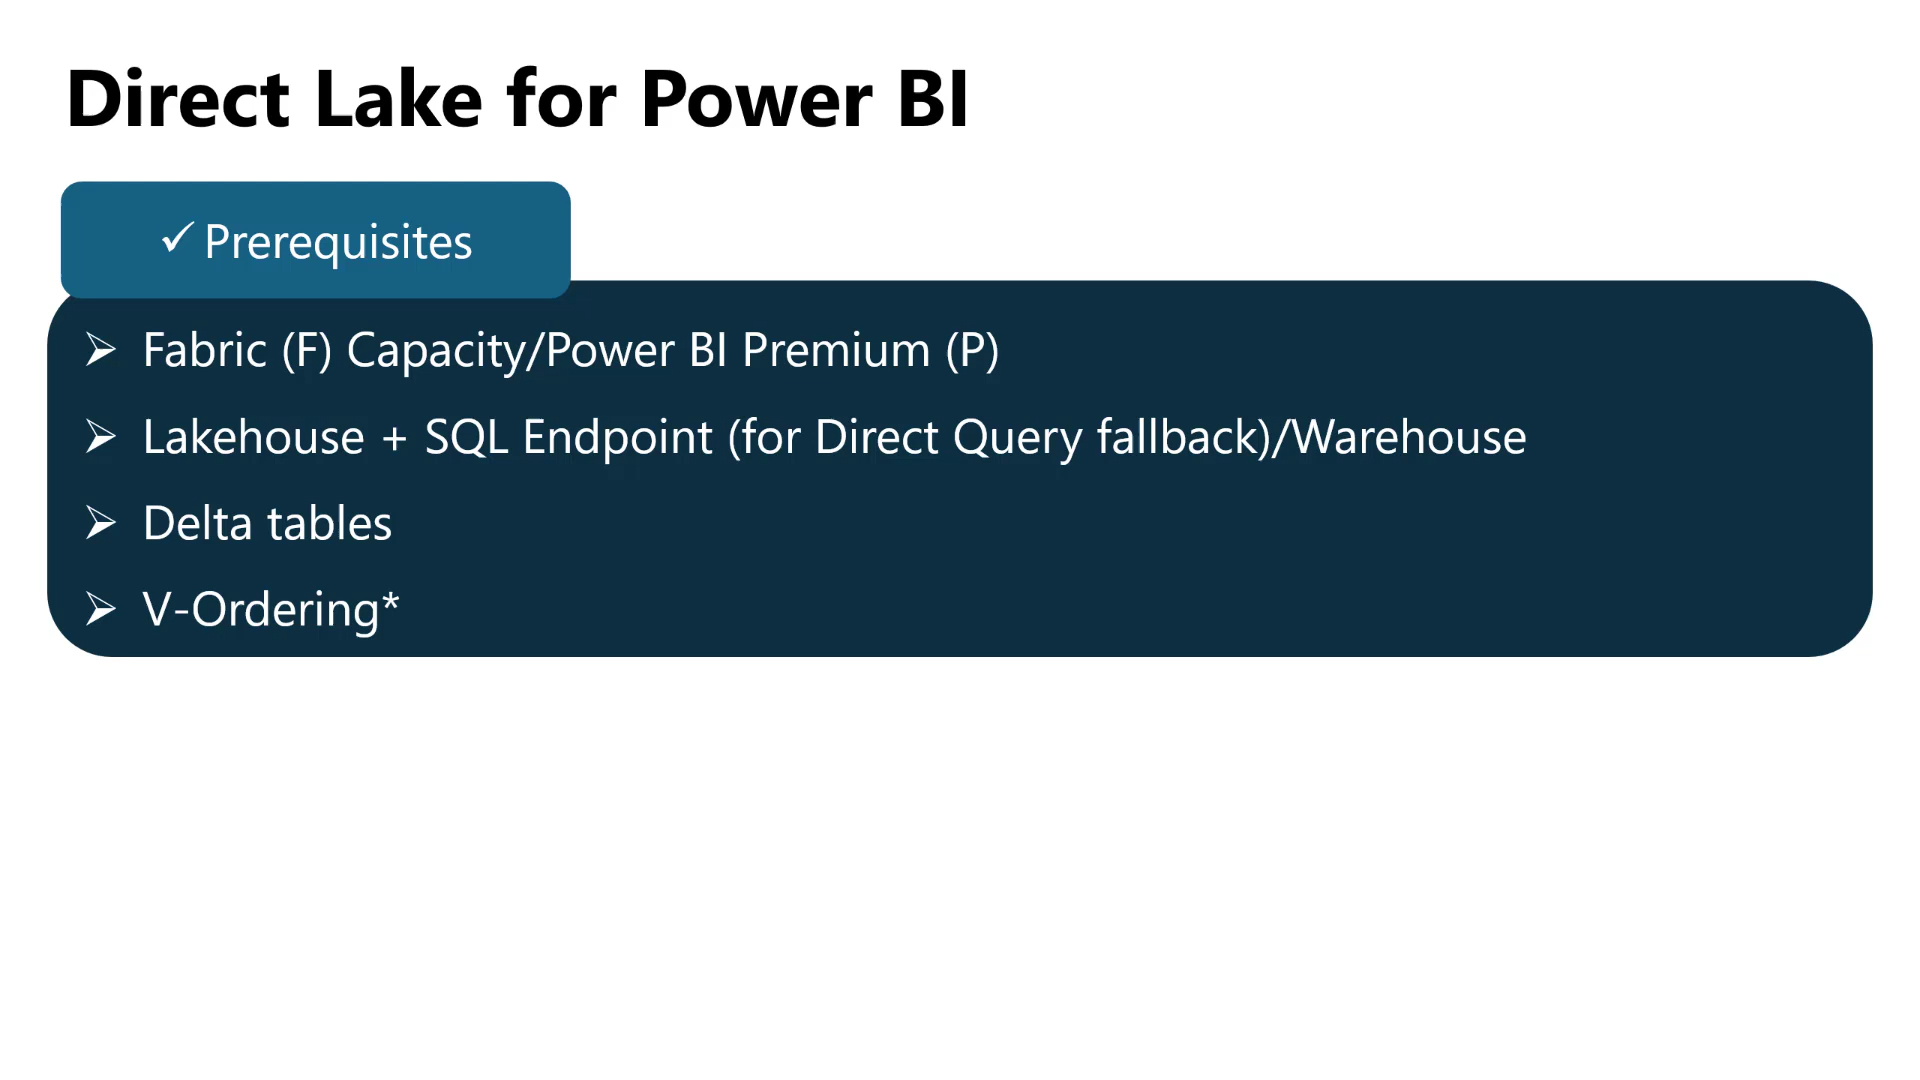 Direct Lake for Power BI
✓ Prerequisites
➢ Fabric (F) Capacity/Power BI Premium (P)
➢ Lakehouse + SQL Endpoint (for Direct Query fallback)/Warehouse
➢ Delta tables
➢ V-Ordering*